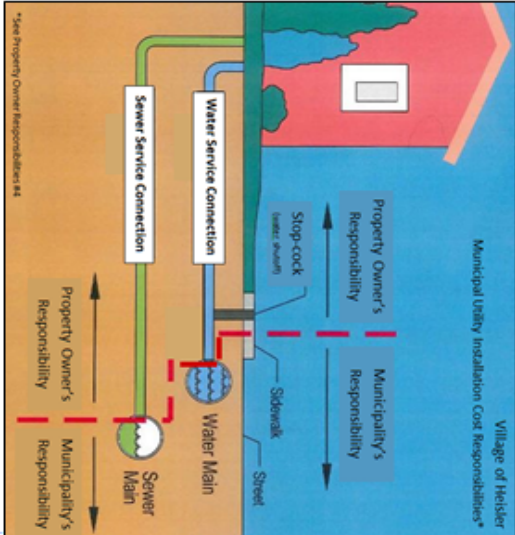 Village of Heisler
Municipal Utility Installation Cost Responsibilities*
Property Owner's
Responsibility
Municipality's
Responsibility
Stop-cock
(water shutoff)
Sidewalk
Street
Water Service Connection
Water Main
Sewer Service Connection
Sewer
Main
Property Owner's
Responsibility
Municipality's
Responsibility
*See Property Owner Responsibilities #4